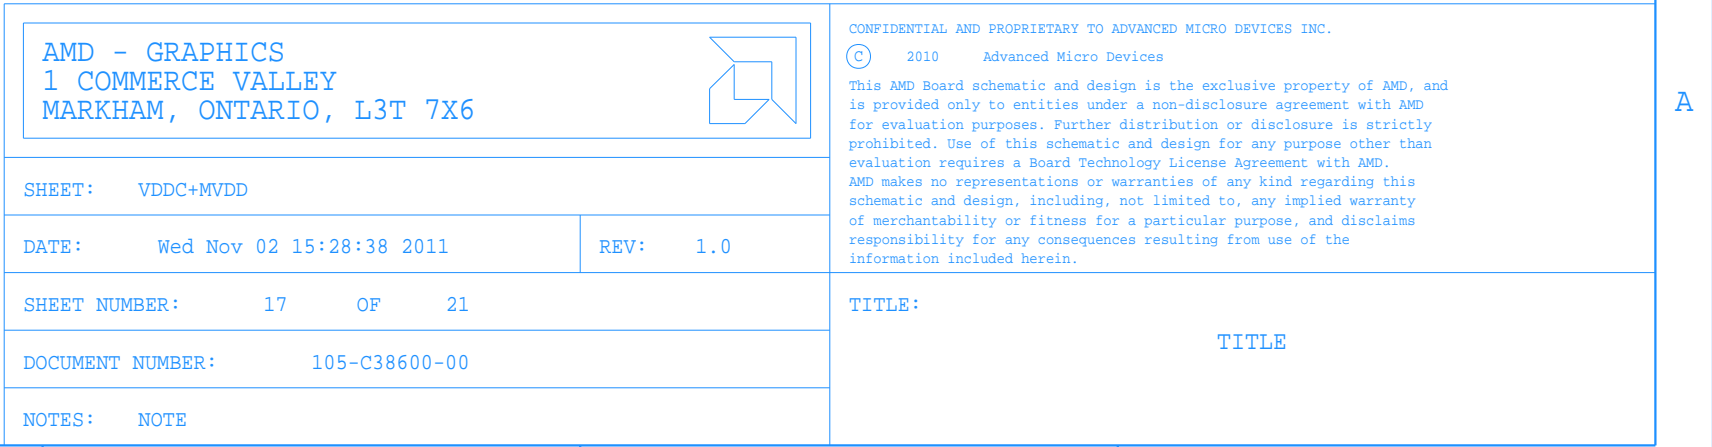 AMD - GRAPHICS
1 COMMERCE VALLEY
MARKHAM, ONTARIO, L3T 7X6
SHEET: VDDC+MVDD
DATE: Wed Nov 02 15:28:38 2011 REV: 1.0
SHEET NUMBER: 17 OF 21
DOCUMENT NUMBER: 105-C38600-00
NOTES: NOTE
CONFIDENTIAL AND PROPRIETARY TO ADVANCED MICRO DEVICES INC.
© 2010 Advanced Micro Devices
This AMD Board schematic and design is the exclusive property of AMD, and
is provided only to entities under a non-disclosure agreement with AMD
for evaluation purposes. Further distribution or disclosure is strictly
prohibited. Use of this schematic and design for any purpose other than
evaluation requires a Board Technology License Agreement with AMD.
AMD makes no representations or warranties of any kind regarding this
schematic and design, including, not limited to, any implied warranty
of merchantability or fitness for a particular purpose, and disclaims
responsibility for any consequences resulting from use of the
information included herein.
TITLE:
TITLE
A